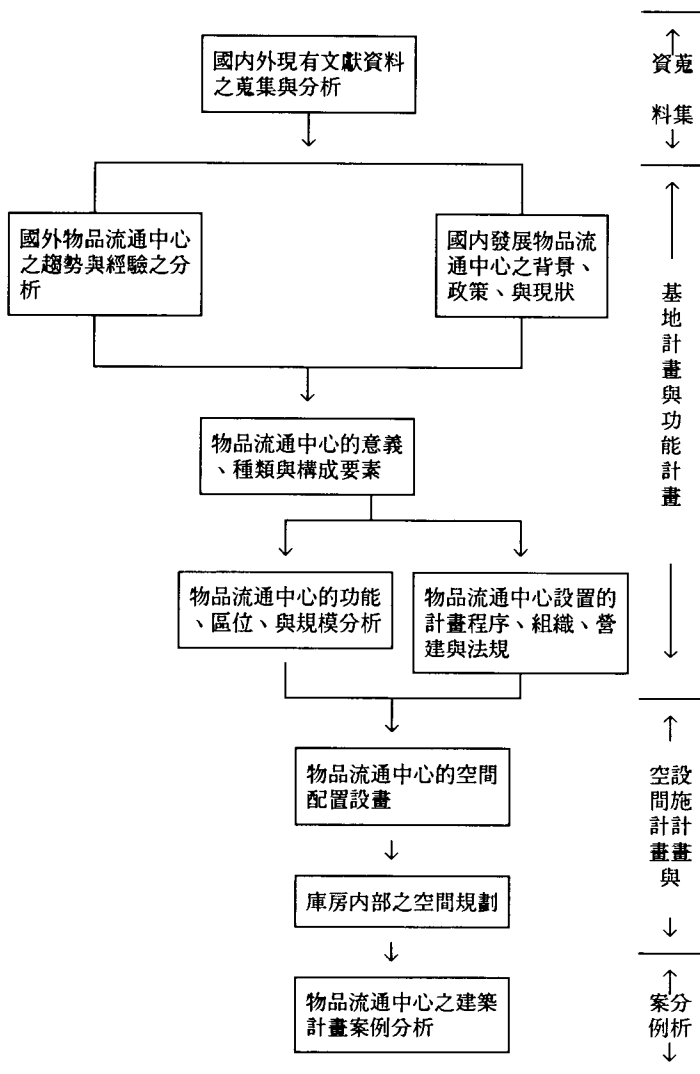 國内外現有文獻資料
之蒐集與分析
國外物品流通中心
之趨勢與經驗之分
析
國内發展物品流
通中心之背景、
政策、與現狀
物品流通中心的意義
、種類與構成要素
物品流通中心的功能
、區位、與規模分析
物品流通中心設置的
計畫程序、組織、營
建與法規
物品流通中心的空間
配置設畫
庫房内部之空間規劃
物品流通中心之建築
計畫案例分析
蒐集
資料
基地計畫與功能計畫
設施計畫與
空間計畫
分析
案例